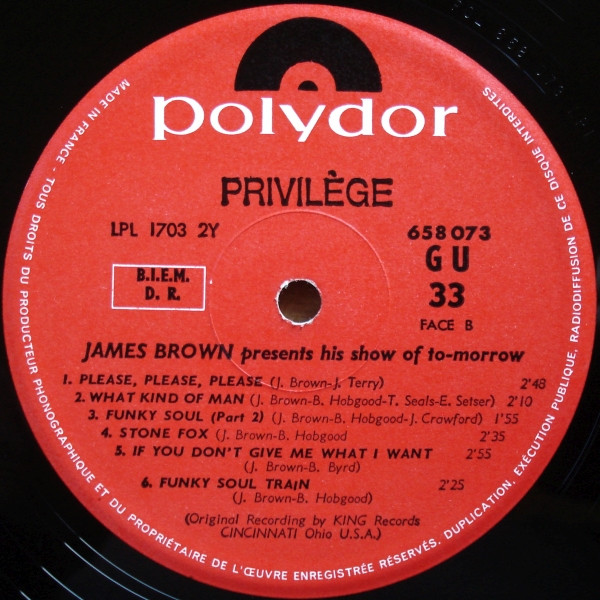 polydor
PRIVILÈGE
LPL 1703 2Y
658 073
G U
B.I.E.M.
D. R.
33
FACE B
JAMES BROWN presents his show of to-morrow
1. PLEASE, PLEASE, PLEASE (J. Brown-J. Terry) 2'48
2. WHAT KIND OF MAN (J. Brown-B. Hobgood-T. Seals-E. Setser) 2'10
3. FUNKY SOUL (Part 2) (J. Brown-B. Hobgood-J. Crawford) 1'55
4. STONE FOX (J. Brown-B. Hobgood 2'35
5. IF YOU DON'T GIVE ME WHAT I WANT 2'55
(J. Brown-B. Byrd)
6. FUNKY SOUL TRAIN 2'25
(J. Brown-B. Hobgood)
(Original Recording by KING Records
CINCINNATI Ohio U.S.A.)
MADE IN FRANCE - TOUS DROITS DU PRODUCTEUR PHONOGRAPHIQUE ET DU PROPRIÉTAIRE DE L'ŒUVRE ENREGISTRÉE RÉSERVÉS. DUPLICATION, EXÉCUTION PUBLIQUE, RADIODIFFUSION DE CE DISQUE INTERDITES